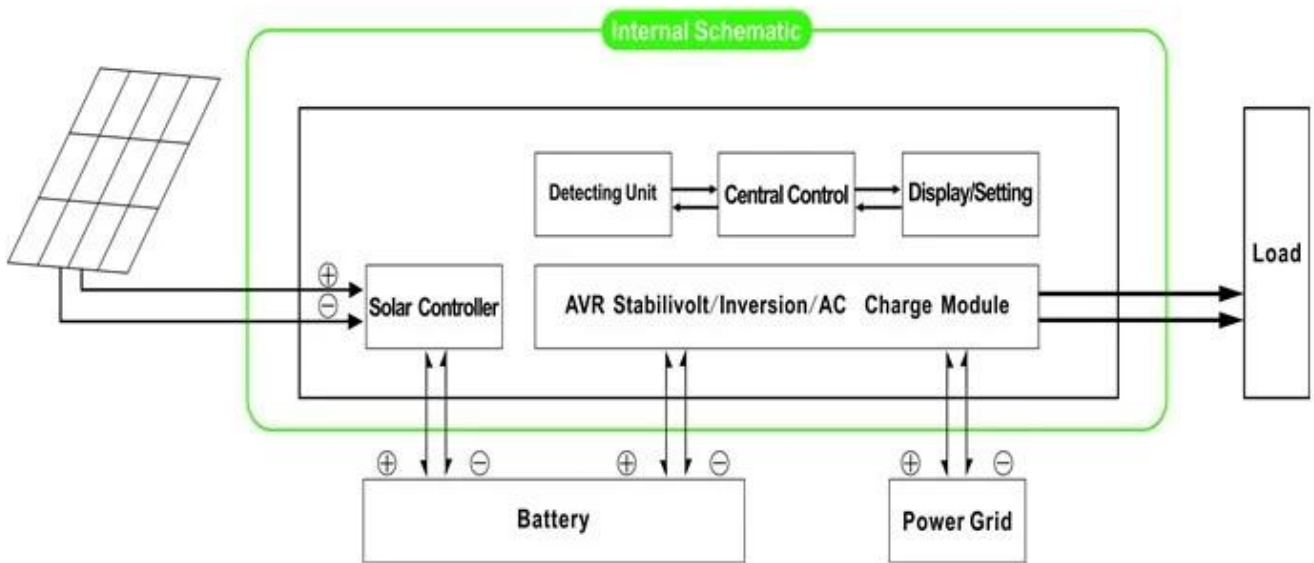 Internal Schematic
Detecting Unit
Central Control
Display/Setting
Load
⊕
⊖
Solar Controller
AVR Stabilivolt/Inversion/AC Charge Module
⊕ ⊖ ⊕ ⊖ ⊕ ⊖
Battery
Power Grid